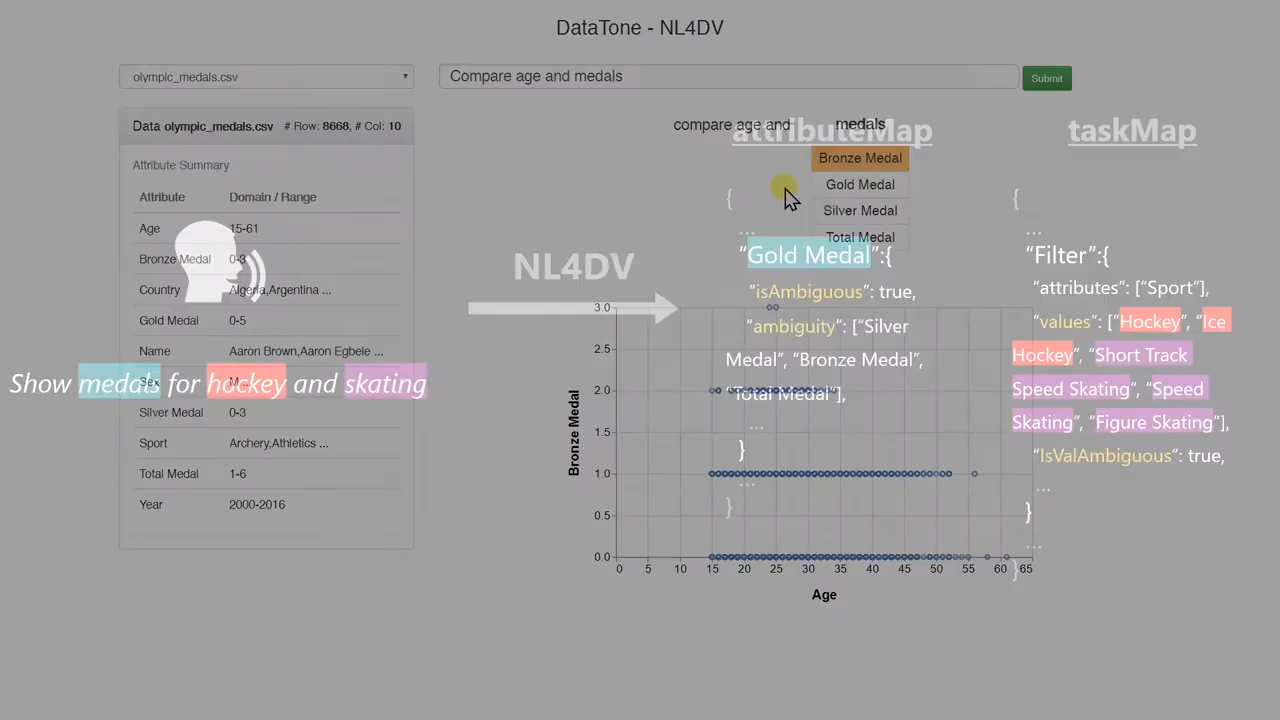 DataTone - NL4DV
olympic_medals.csv
Compare age and medals
Submit
Data olympic_medals.csv # Row: 8668, # Col: 10
Attribute Summary
Attribute Domain / Range
Age 15-61
Bronze Medal 0-3
Country Algeria,Argentina ...
Gold Medal 0-5
Name Aaron Brown,Aaron Egbele ...
Sex M...
Silver Medal 0-3
Sport Archery,Athletics ...
Total Medal 1-6
Year 2000-2016
Show medals for hockey and skating
NL4DV
compare age and medals
Bronze Medal
Gold Medal
Silver Medal
Total Medal
attributeMap
{
...
“Gold Medal”:{
“isAmbiguous”: true,
“ambiguity”: [“Silver
Medal”, “Bronze Medal”,
“Total Medal”],
...
}
...
}
taskMap
{
...
“Filter”:{
“attributes”: [“Sport”],
“values”: [“Hockey”, “Ice
Hockey”, “Short Track
Speed Skating”, “Speed
Skating”, “Figure Skating”],
“IsValAmbiguous”: true,
...
}
...
}
Bronze Medal
3.0
2.5
2.0
1.5
1.0
0.5
0.0
0 5 10 15 20 25 30 35 40 45 50 55 60 65
Age